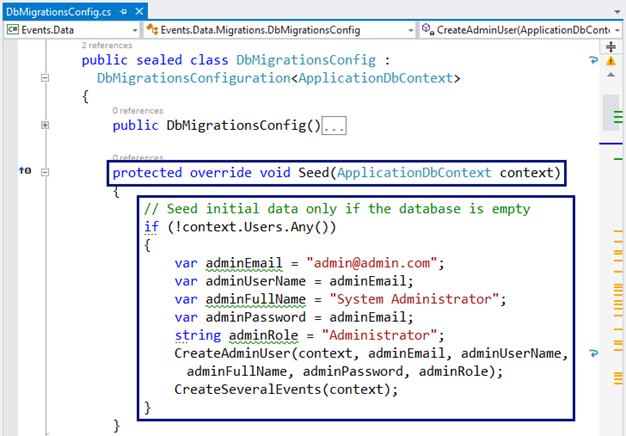 DbMigrationsConfig.cs
Events.Data Events.Data.Migrations.DbMigrationsConfig CreateAdminUser(ApplicationDbCont
2 references
public sealed class DbMigrationsConfig :
DbMigrationsConfiguration<ApplicationDbContext>
{
0 references
public DbMigrationsConfig()...
0 references
protected override void Seed(ApplicationDbContext context)
{
// Seed initial data only if the database is empty
if (!context.Users.Any())
{
var adminEmail = "admin@admin.com";
var adminUserName = adminEmail;
var adminFullName = "System Administrator";
var adminPassword = adminEmail;
string adminRole = "Administrator";
CreateAdminUser(context, adminEmail, adminUserName,
adminFullName, adminPassword, adminRole);
CreateSeveralEvents(context);
}
}